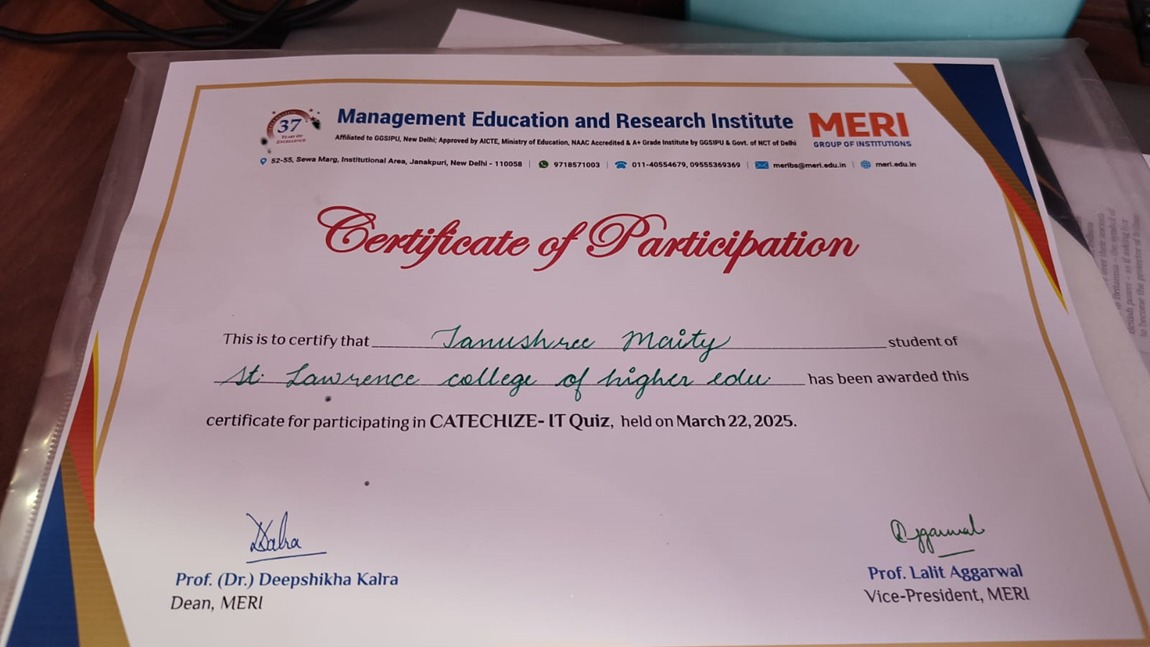 37
YEARS OF
EXCELLENCE
Management Education and Research Institute
Affiliated to GGSIPU, New Delhi; Approved by AICTE, Ministry of Education, NAAC Accredited & A+ Grade Institute by GGSIPU & Govt. of NCT of Delhi
MERI
GROUP OF INSTITUTIONS
52-55, Sewa Marg, Institutional Area, Janakpuri, New Delhi - 110058 | 9718571003 | 011-40554679, 09555369369 | meribs@meri.edu.in | meri.edu.in
Certificate of Participation
This is to certify that Tanushree Maity student of
St. Lawrence college of higher edu. has been awarded this
certificate for participating in CATECHIZE- IT Quiz, held on March 22, 2025.
Kalra
Aggarwal
Prof. (Dr.) Deepshikha Kalra
Dean, MERI
Prof. Lalit Aggarwal
Vice-President, MERI